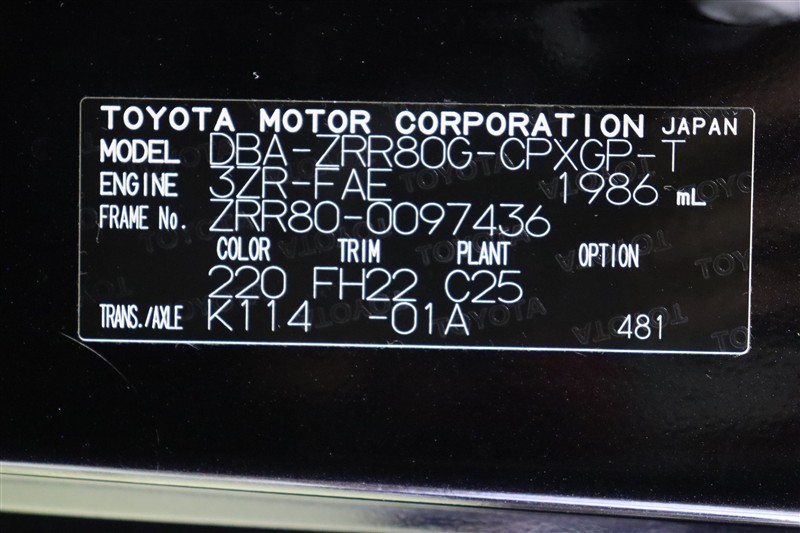 TOYOTA MOTOR CORPORATION JAPAN
MODEL DBA-ZRR80G-CPXGP-T
ENGINE 3ZR-FAE 1986 mL
FRAME No. ZRR80-0097436
COLOR TRIM PLANT OPTION
220 FH22 C25
TRANS./AXLE K114 -01A 481